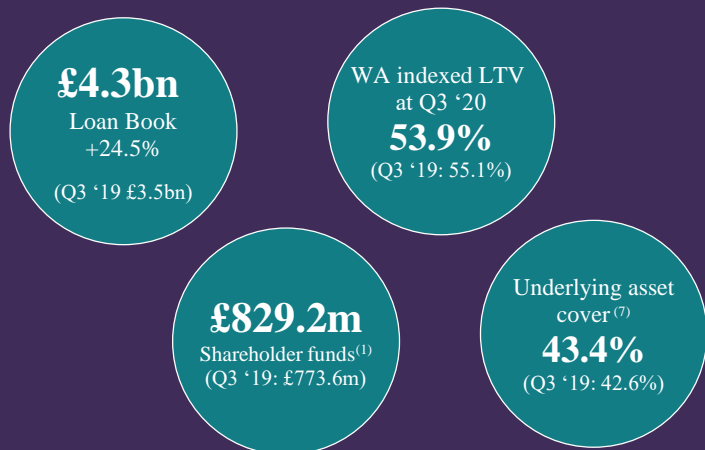 £4.3bn
Loan Book
+24.5%
(Q3 ‘19 £3.5bn)
WA indexed LTV
at Q3 ‘20
53.9%
(Q3 ‘19: 55.1%)
£829.2m
Shareholder funds(1)
(Q3 ‘19: £773.6m)
Underlying asset
cover (7)
43.4%
(Q3 ‘19: 42.6%)